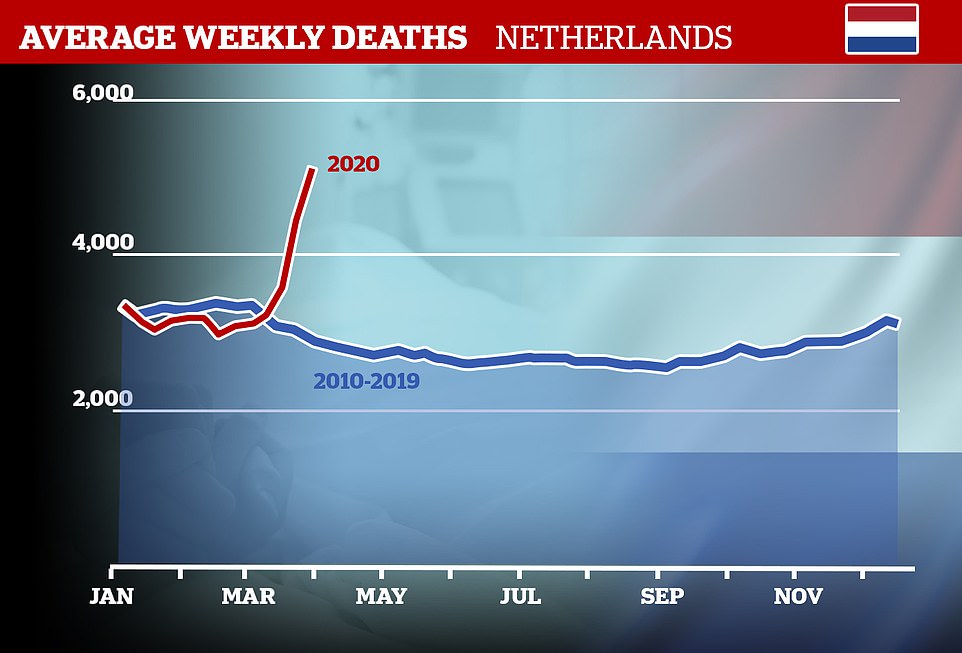 AVERAGE WEEKLY DEATHS NETHERLANDS
6,000
2020
4,000
2010-2019
2,000
JAN MAR MAY JUL SEP NOV